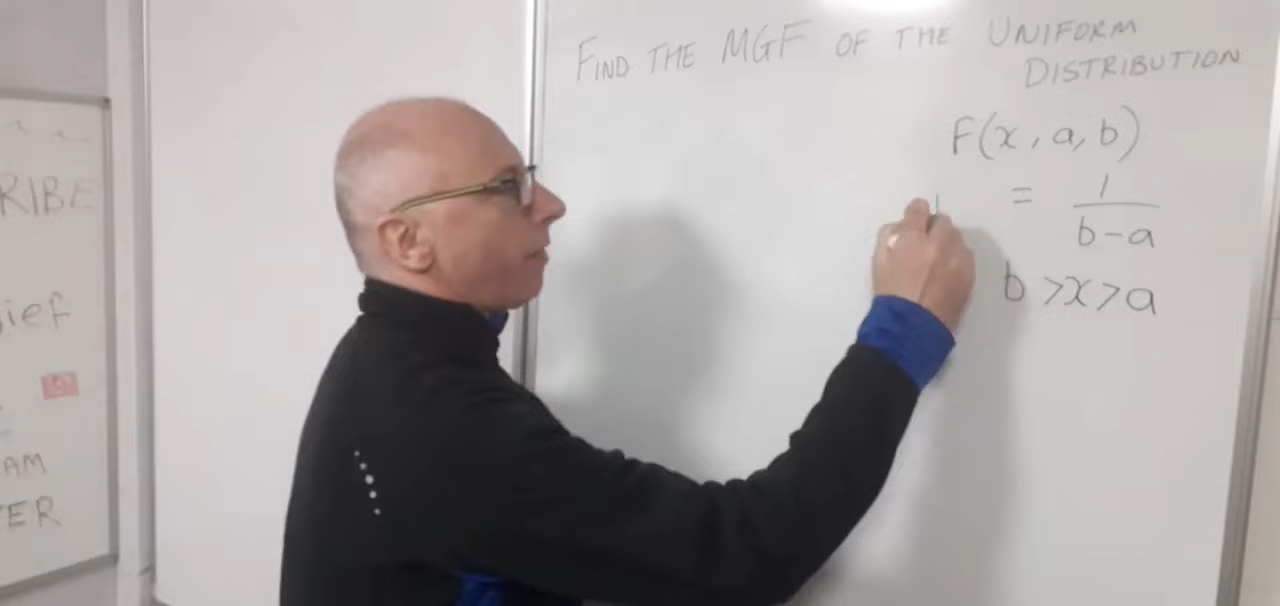 FIND THE MGF OF THE UNIFORM
DISTRIBUTION
F(x, a, b)
= 1/(b-a)
b >x>a
RIBE
ief
AM
ER